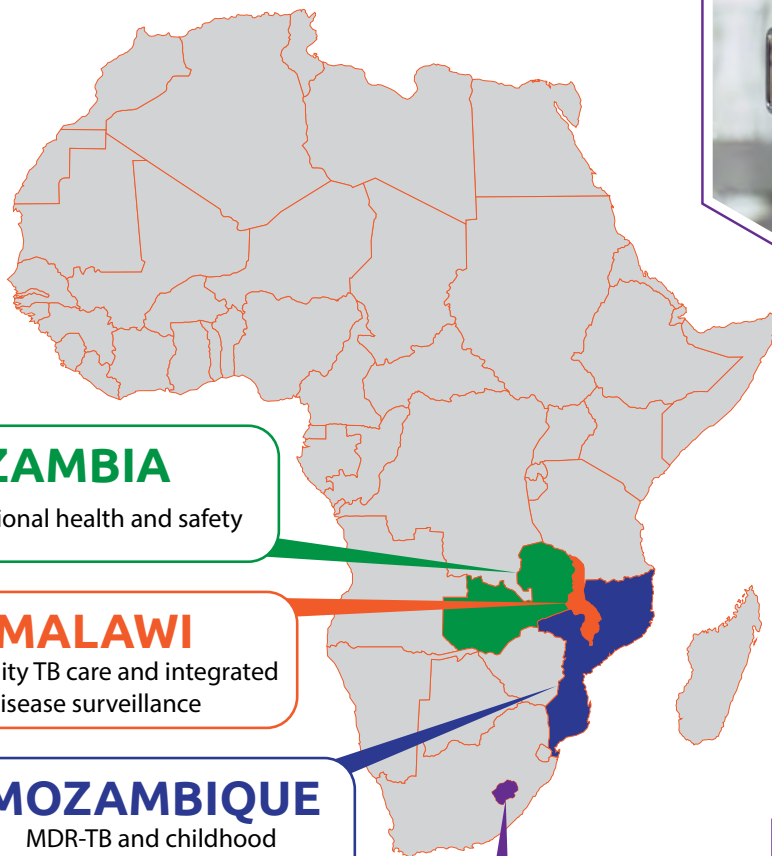 ZAMBIA
ional health and safety
MALAWI
ity TB care and integrated
isease surveillance
MOZAMBIQUE
MDR-TB and childhood